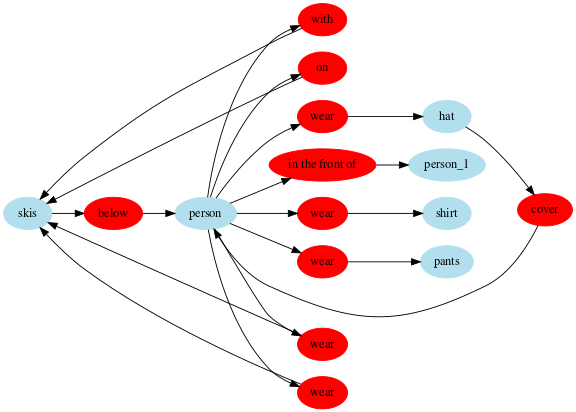 with
on
wear
hat
in the front of
person_1
skis
below
person
wear
shirt
cover
wear
pants
wear
wear